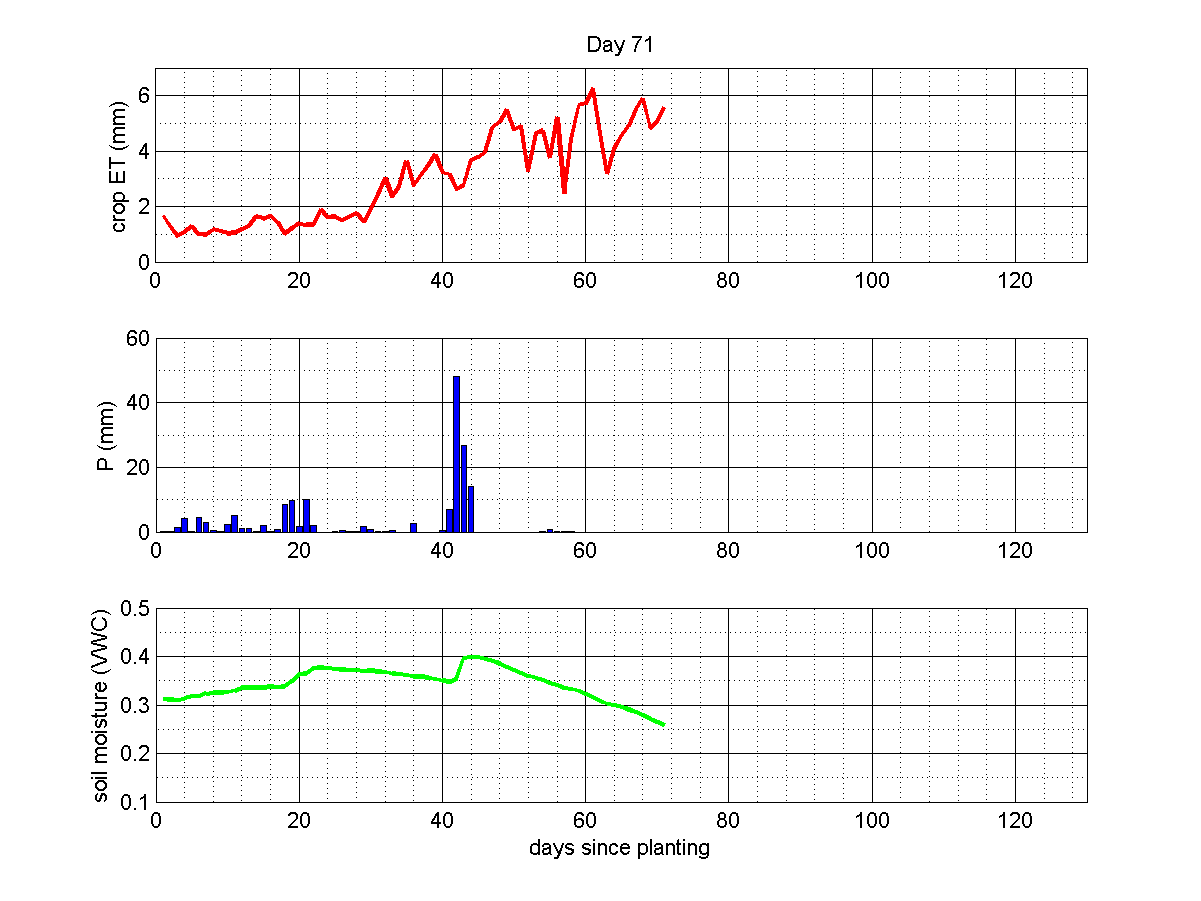 Day 71
crop ET (mm)
6
4
2
0
0 20 40 60 80 100 120
P (mm)
60
40
20
0
0 20 40 60 80 100 120
soil moisture (VWC)
0.5
0.4
0.3
0.2
0.1
0 20 40 60 80 100 120
days since planting